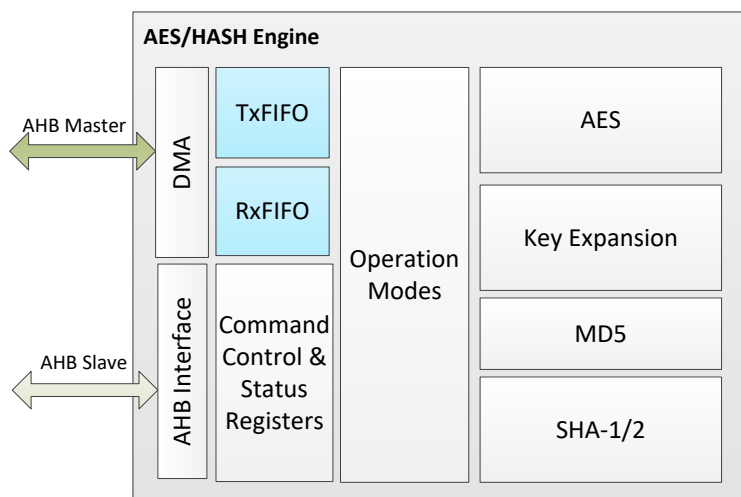 AES/HASH Engine
AHB Master
DMA
TxFIFO
RxFIFO
AHB Slave
AHB Interface
Command
Control &
Status
Registers
Operation
Modes
AES
Key Expansion
MD5
SHA-1/2